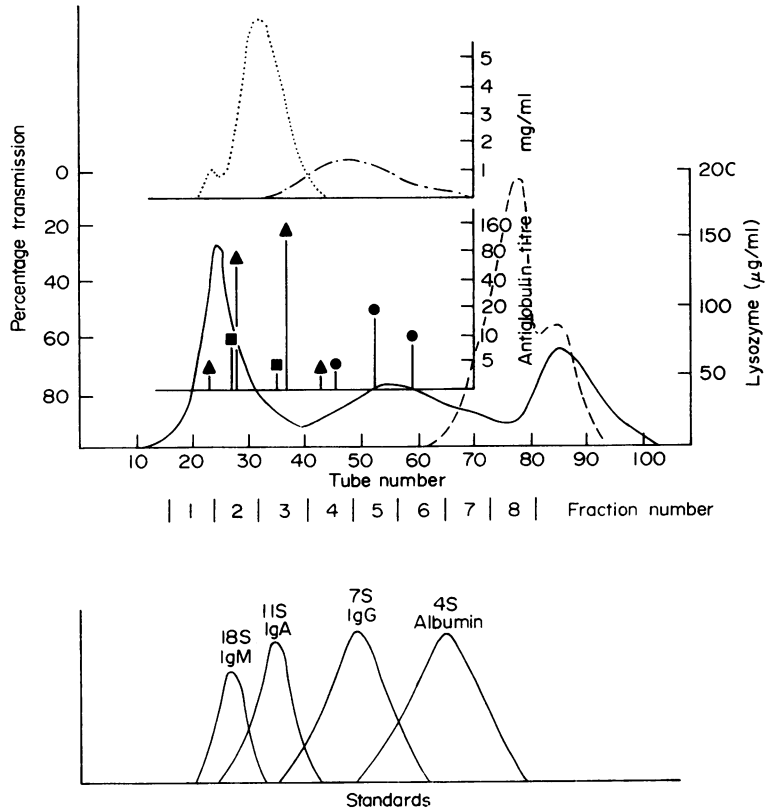 5
4
3
2
1
mg/ml
Percentage transmission
0
20
40
60
80
160
80
40
20
10
5
Antiglobulin-titre
20C
150
100
50
Lysozyme (μg/ml)
10 20 30 40 50 60 70 80 90 100
Tube number
| 1 | 2 | 3 | 4 | 5 | 6 | 7 | 8 | Fraction number
18S
IgM
11S
IgA
7S
IgG
4S
Albumin
Standards